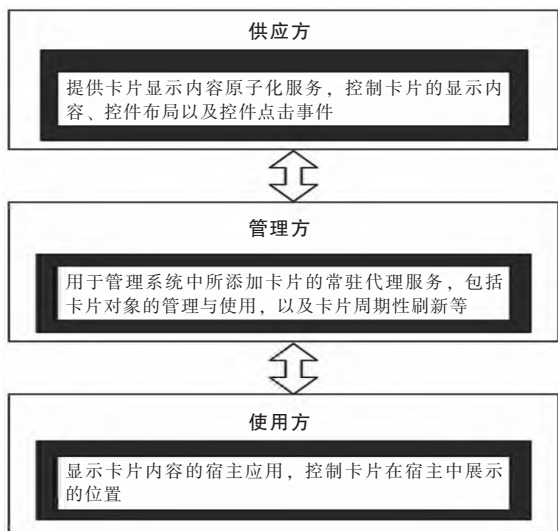 供应方
提供卡片显示内容原子化服务，控制卡片的显示内
容、控件布局以及控件点击事件
管理方
用于管理系统中所添加卡片的常驻代理服务，包括
卡片对象的管理与使用，以及卡片周期性刷新等
使用方
显示卡片内容的宿主应用，控制卡片在宿主中展示
的位置